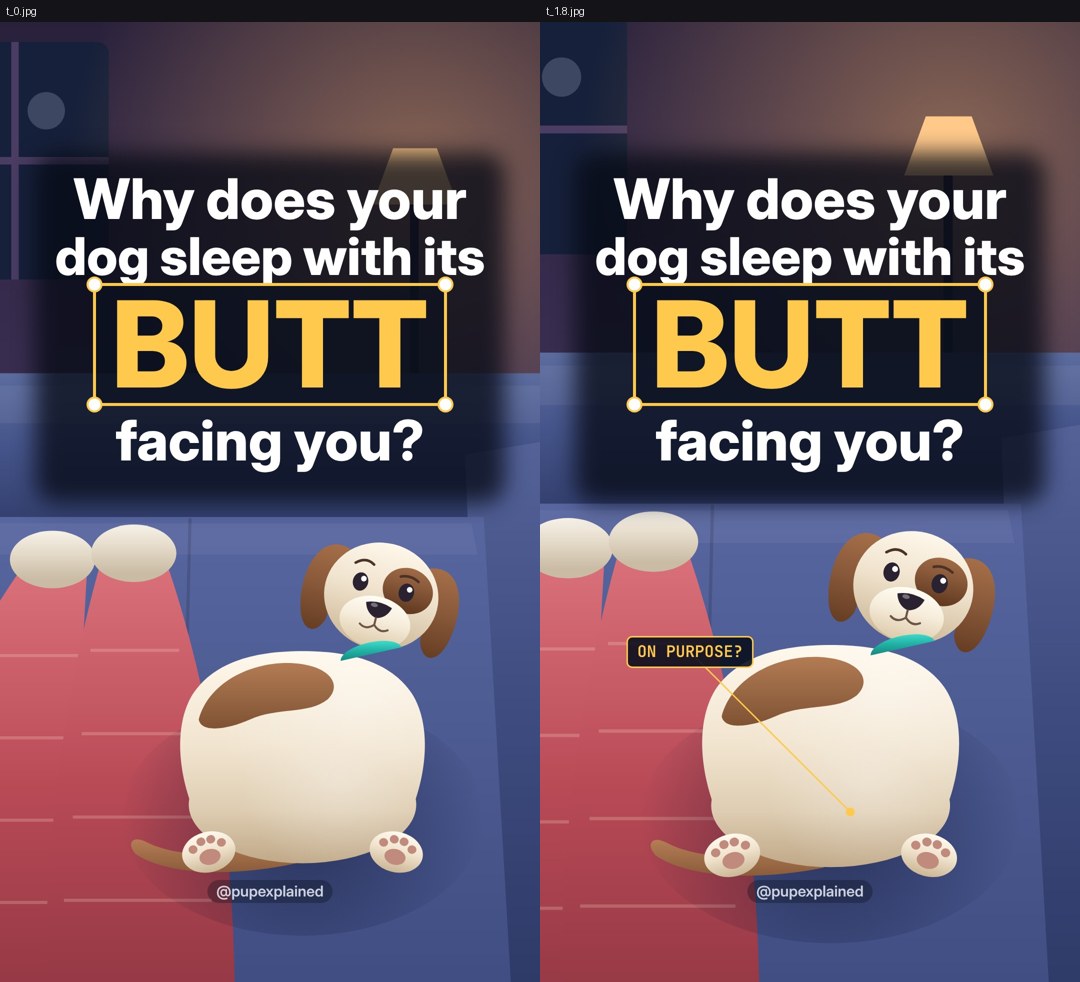 t_0.jpg
Why does your
dog sleep with its
BUTT
facing you?
@pupexplained
t_1.8.jpg
Why does your
dog sleep with its
BUTT
facing you?
ON PURPOSE?
@pupexplained